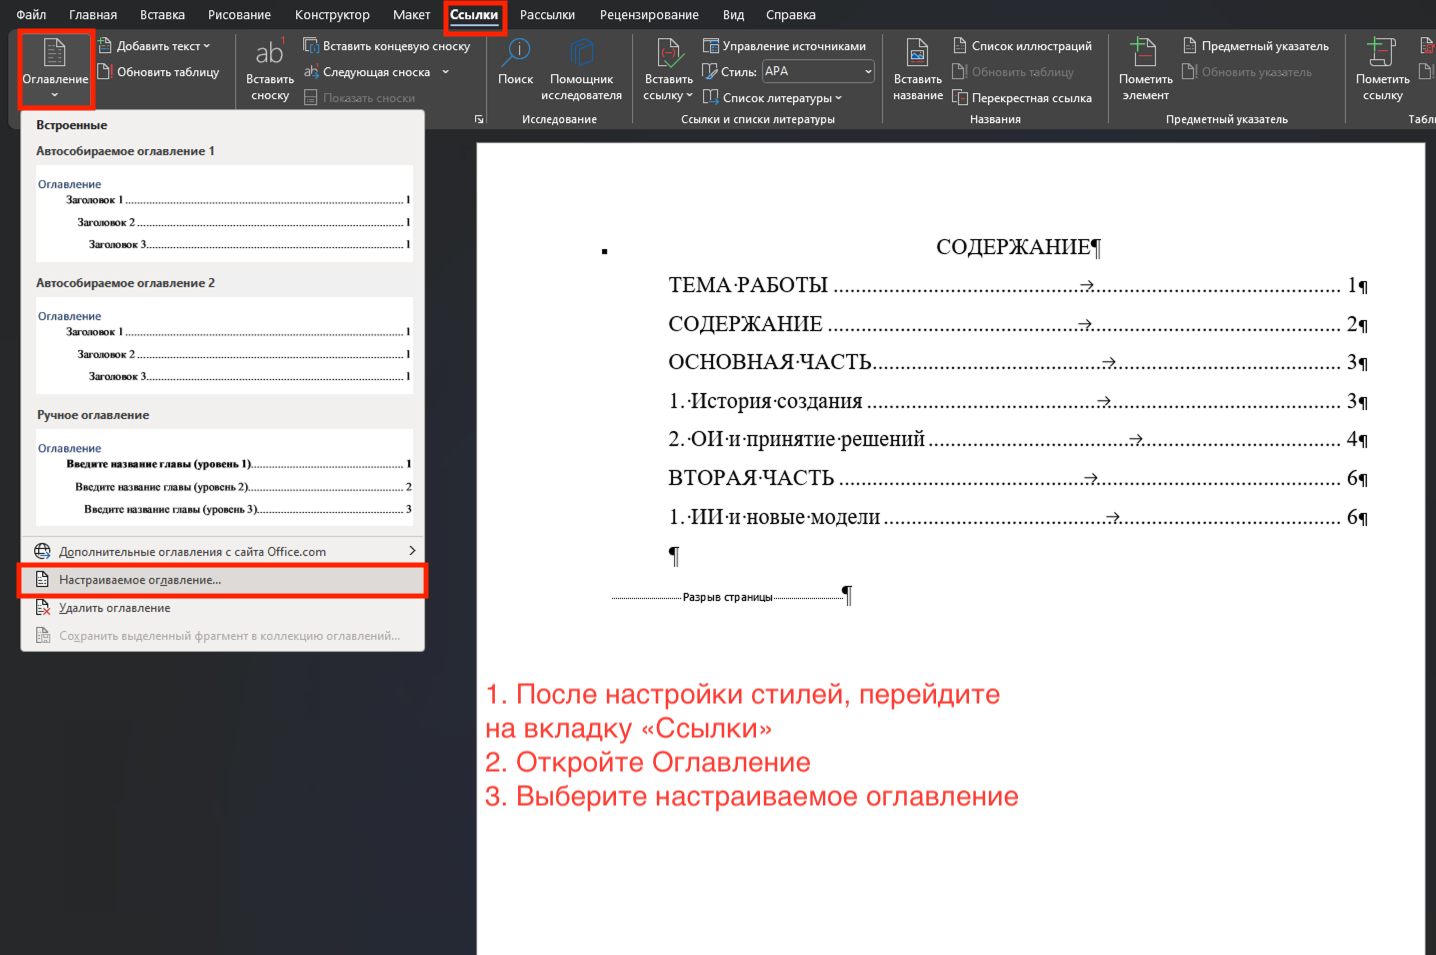 Файл Главная Вставка Рисование Конструктор Макет Ссылки Рассылки Рецензирование Вид Справка
Оглавление
Добавить текст
Обновить таблицу
ab
1
Вставить
сноску
Вставить концевую сноску
ab Следующая сноска
Показать сноски
Поиск
Помощник
исследователя
Исследование
Вставить
ссылку
Управление источниками
Стиль: APA
Список литературы
Ссылки и списки литературы
Вставить
название
Список иллюстраций
Обновить таблицу
Перекрестная ссылка
Названия
Пометить
элемент
Предметный указатель
Обновить указатель
Предметный указатель
Пометить
ссылку
Табли
Встроенные
Автособираемое оглавление 1
Оглавление
Заголовок 1 1
Заголовок 2 1
Заголовок 3 1
Автособираемое оглавление 2
Оглавление
Заголовок 1 1
Заголовок 2 1
Заголовок 3 1
Ручное оглавление
Оглавление
Введите название главы (уровень 1) 1
Введите название главы (уровень 2) 2
Введите название главы (уровень 3) 3
Дополнительные оглавления с сайта Office.com
Настраиваемое оглавление...
Удалить оглавление
Сохранить выделенный фрагмент в коллекцию оглавлений...
СОДЕРЖАНИЕ¶
ТЕМА·РАБОТЫ → 1¶
СОДЕРЖАНИЕ → 2¶
ОСНОВНАЯ·ЧАСТЬ → 3¶
1.·История·создания → 3¶
2.·ОИ·и·принятие·решений → 4¶
ВТОРАЯ·ЧАСТЬ → 6¶
1.·ИИ·и·новые·модели → 6¶
¶
Разрыв страницы ¶
1. После настройки стилей, перейдите
на вкладку «Ссылки»
2. Откройте Оглавление
3. Выберите настраиваемое оглавление